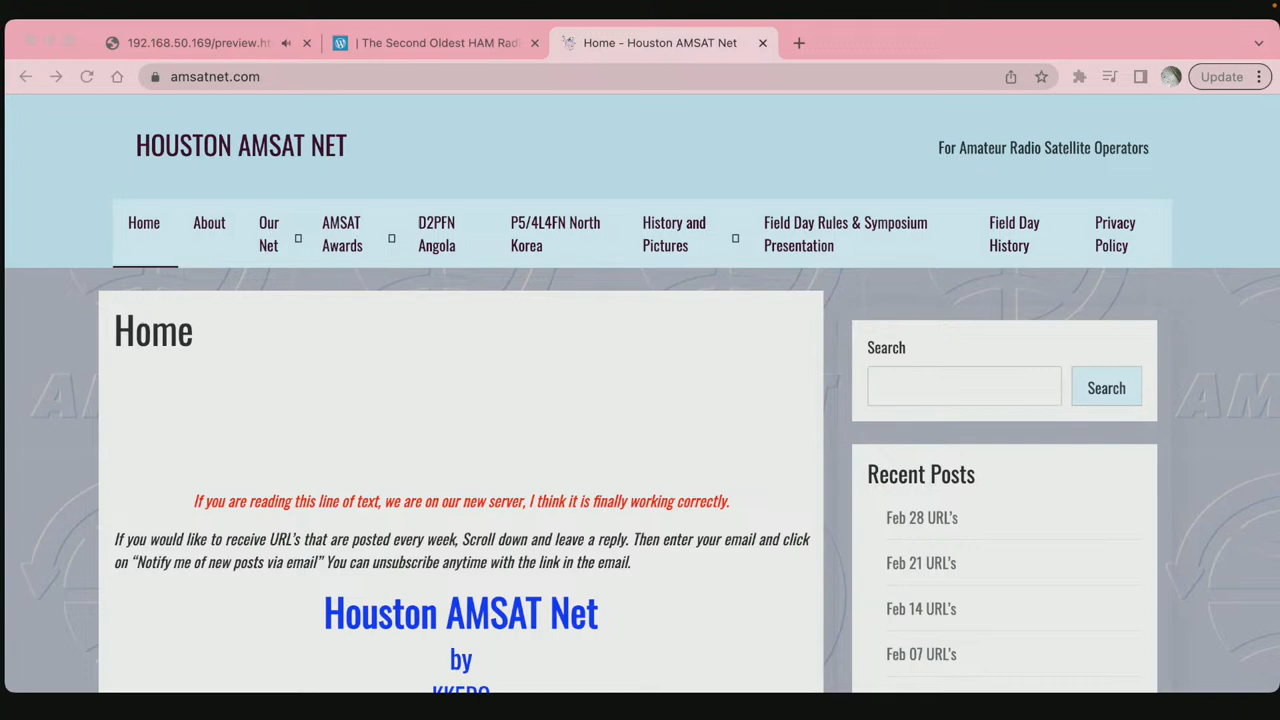 192.168.50.169/preview.ht
| The Second Oldest HAM Rad
Home - Houston AMSAT Net
amsatnet.com
Update
HOUSTON AMSAT NET
For Amateur Radio Satellite Operators
Home
About
Our
Net
AMSAT
Awards
D2PFN
Angola
P5/4L4FN North
Korea
History and
Pictures
Field Day Rules & Symposium
Presentation
Field Day
History
Privacy
Policy
Home
If you are reading this line of text, we are on our new server, I think it is finally working correctly.
If you would like to receive URL's that are posted every week, Scroll down and leave a reply. Then enter your email and click
on “Notify me of new posts via email” You can unsubscribe anytime with the link in the email.
Houston AMSAT Net
by
Search
Search
Recent Posts
Feb 28 URL's
Feb 21 URL's
Feb 14 URL's
Feb 07 URL's